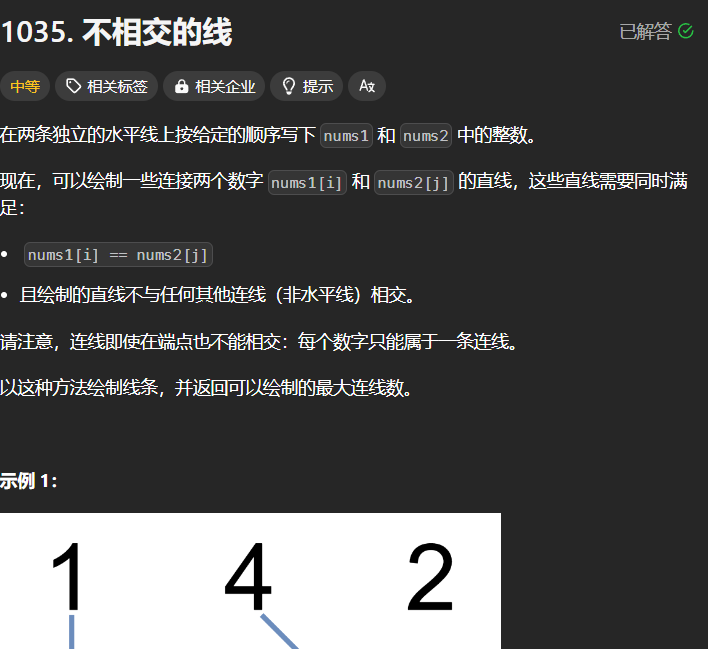 1035. 不相交的线
已解答
中等 相关标签 相关企业 提示
在两条独立的水平线上按给定的顺序写下 nums1 和 nums2 中的整数。
现在，可以绘制一些连接两个数字 nums1[i] 和 nums2[j] 的直线，这些直线需要同时满
足：
• nums1[i] == nums2[j]
• 且绘制的直线不与任何其他连线（非水平线）相交。
请注意，连线即使在端点也不能相交：每个数字只能属于一条连线。
以这种方法绘制线条，并返回可以绘制的最大连线数。
示例 1：
1 4 2